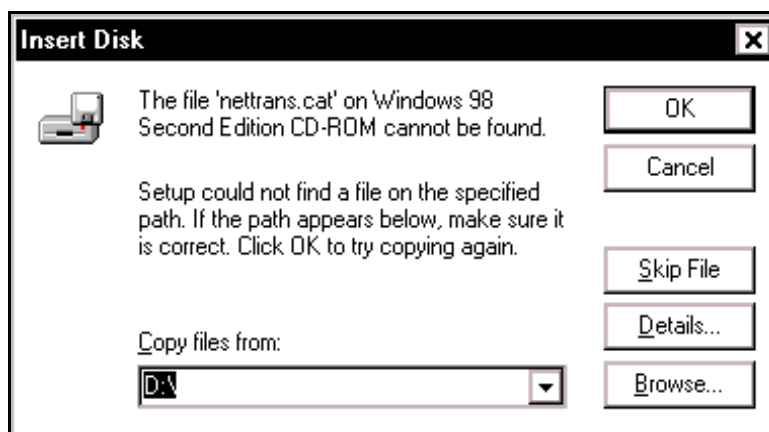 Insert Disk
The file 'nettrans.cat' on Windows 98
Second Edition CD-ROM cannot be found.
OK
Cancel
Setup could not find a file on the specified
path. If the path appears below, make sure it
is correct. Click OK to try copying again.
Skip File
Details...
Copy files from:
D:\
Browse...